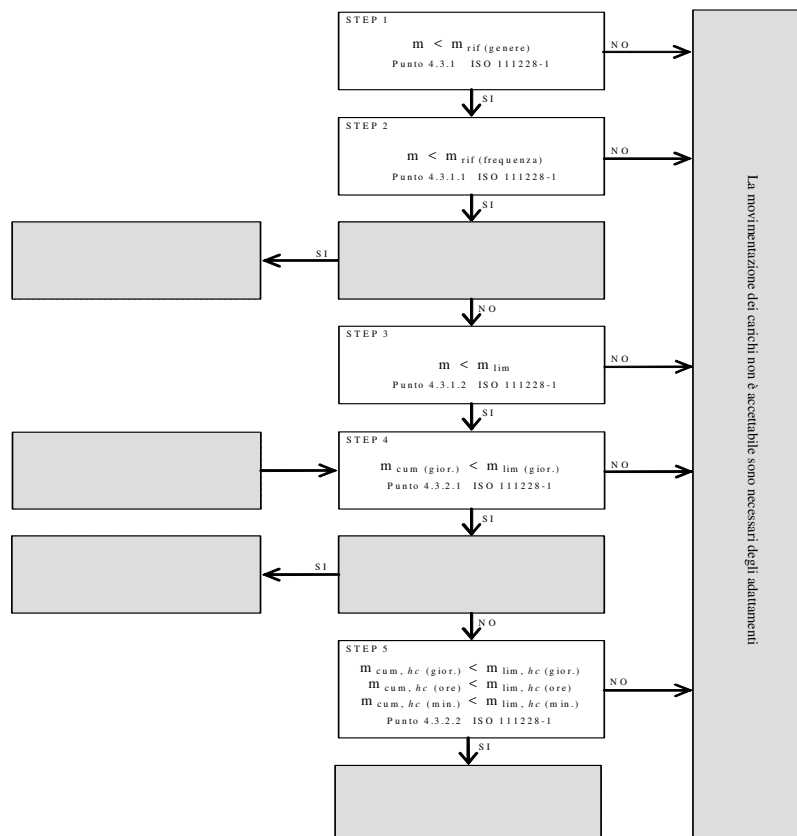 STEP 1
m < m rif (genere)
Punto 4.3.1 ISO 111228-1
NO
SI
STEP 2
m < m rif (frequenza)
Punto 4.3.1.1 ISO 111228-1
NO
SI
SI
NO
STEP 3
m < m lim
Punto 4.3.1.2 ISO 111228-1
NO
SI
STEP 4
m cum (gior.) < m lim (gior.)
Punto 4.3.2.1 ISO 111228-1
NO
SI
SI
NO
STEP 5
m cum, hc (gior.) < m lim, hc (gior.)
m cum, hc (ore) < m lim, hc (ore)
m cum, hc (min.) < m lim, hc (min.)
Punto 4.3.2.2 ISO 111228-1
NO
SI
La movimentazione dei carichi non è accettabile sono necessari degli adattamenti